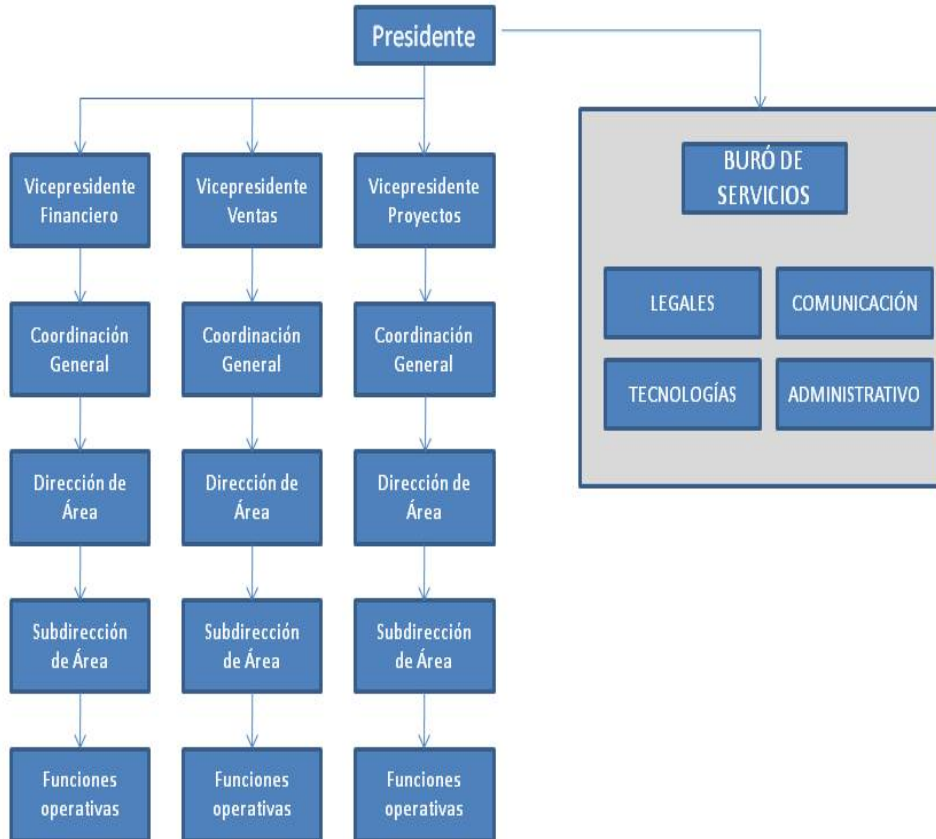 Presidente
Vicepresidente
Financiero
Vicepresidente
Ventas
Vicepresidente
Proyectos
BURÓ DE
SERVICIOS
Coordinación
General
Coordinación
General
Coordinación
General
LEGALES
COMUNICACIÓN
TECNOLOGÍAS
ADMINISTRATIVO
Dirección de
Área
Dirección de
Área
Dirección de
Área
Subdirección
de Área
Subdirección
de Área
Subdirección
de Área
Funciones
operativas
Funciones
operativas
Funciones
operativas